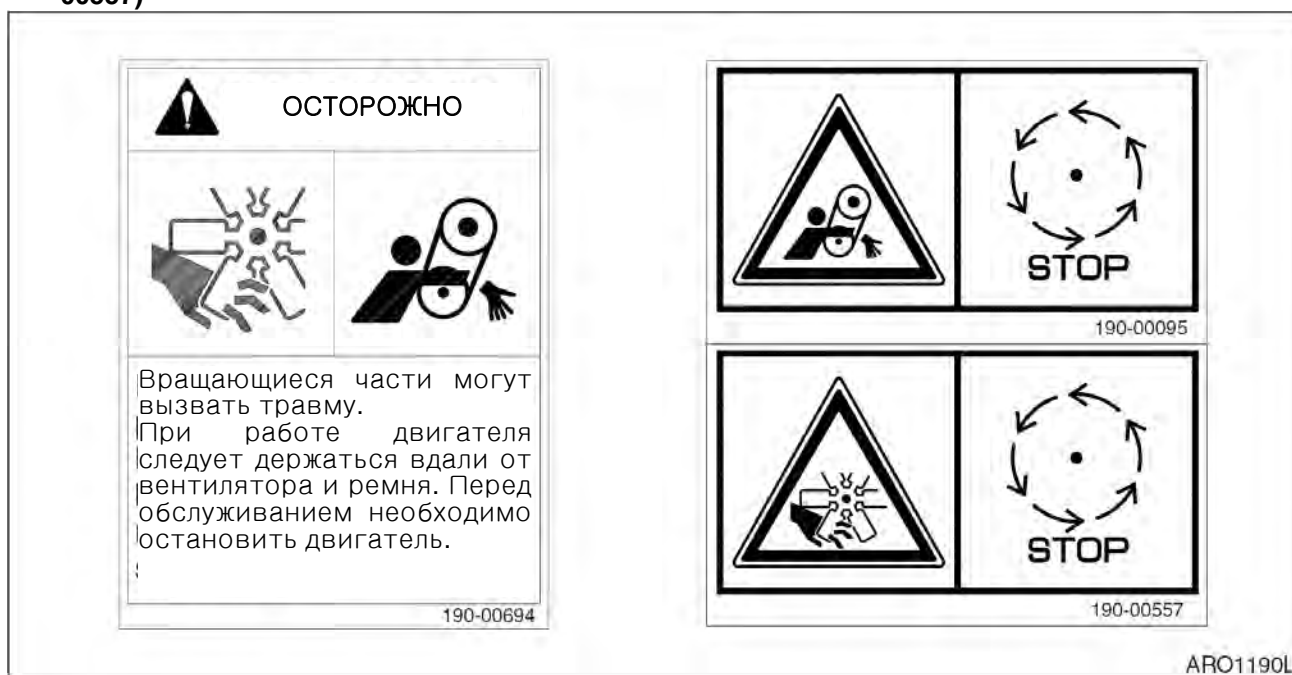 00557)
ОСТОРОЖНО
Вращающиеся части могут
вызвать травму.
При работе двигателя
следует держаться вдали от
вентилятора и ремня. Перед
обслуживанием необходимо
остановить двигатель.
190-00694
STOP
190-00095
STOP
190-00557
ARO1190L